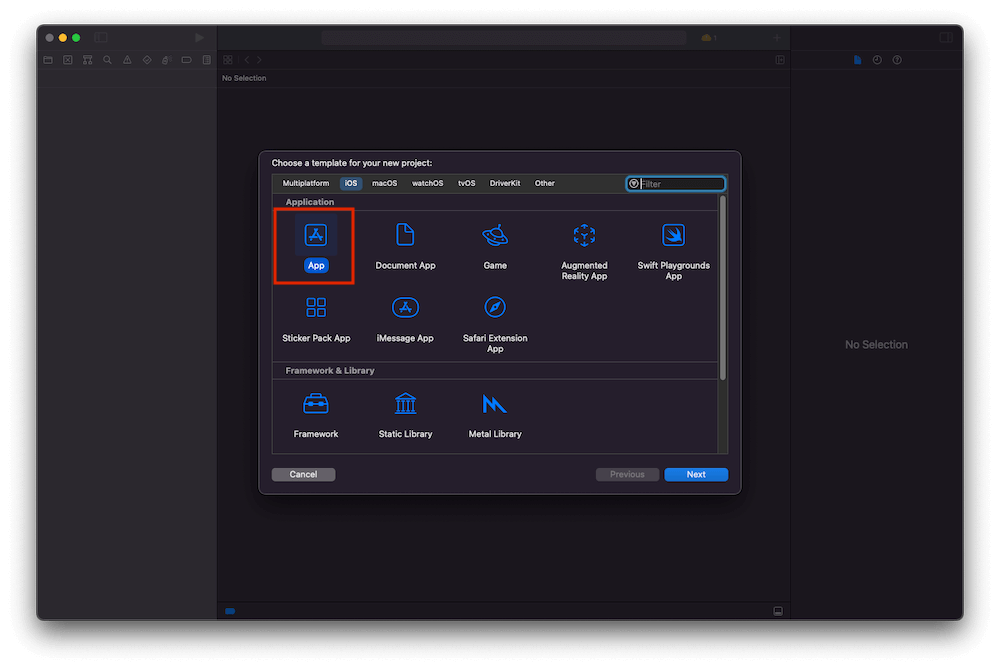 1
No Selection
Choose a template for your new project:
Multiplatform iOS macOS watchOS tvOS DriverKit Other Filter
Application
App Document App Game Augmented Reality App Swift Playgrounds App
Sticker Pack App iMessage App Safari Extension App
No Selection
Framework & Library
Framework Static Library Metal Library
Cancel Previous Next